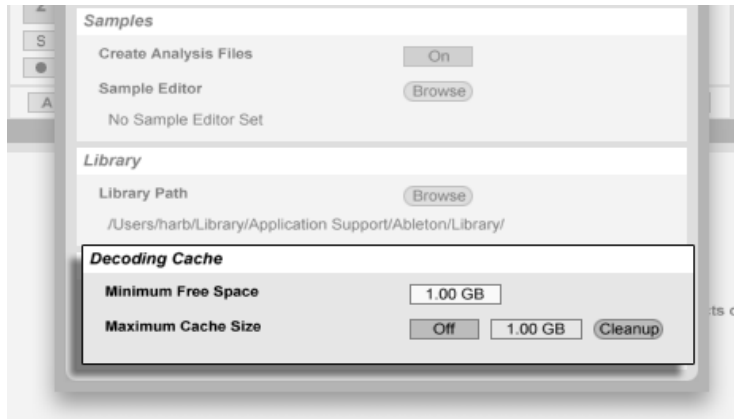 Z
S
A
Samples
Create Analysis Files On
Sample Editor Browse
No Sample Editor Set
Library
Library Path Browse
/Users/harb/Library/Application Support/Ableton/Library/
Decoding Cache
Minimum Free Space 1.00 GB
Maximum Cache Size Off 1.00 GB Cleanup